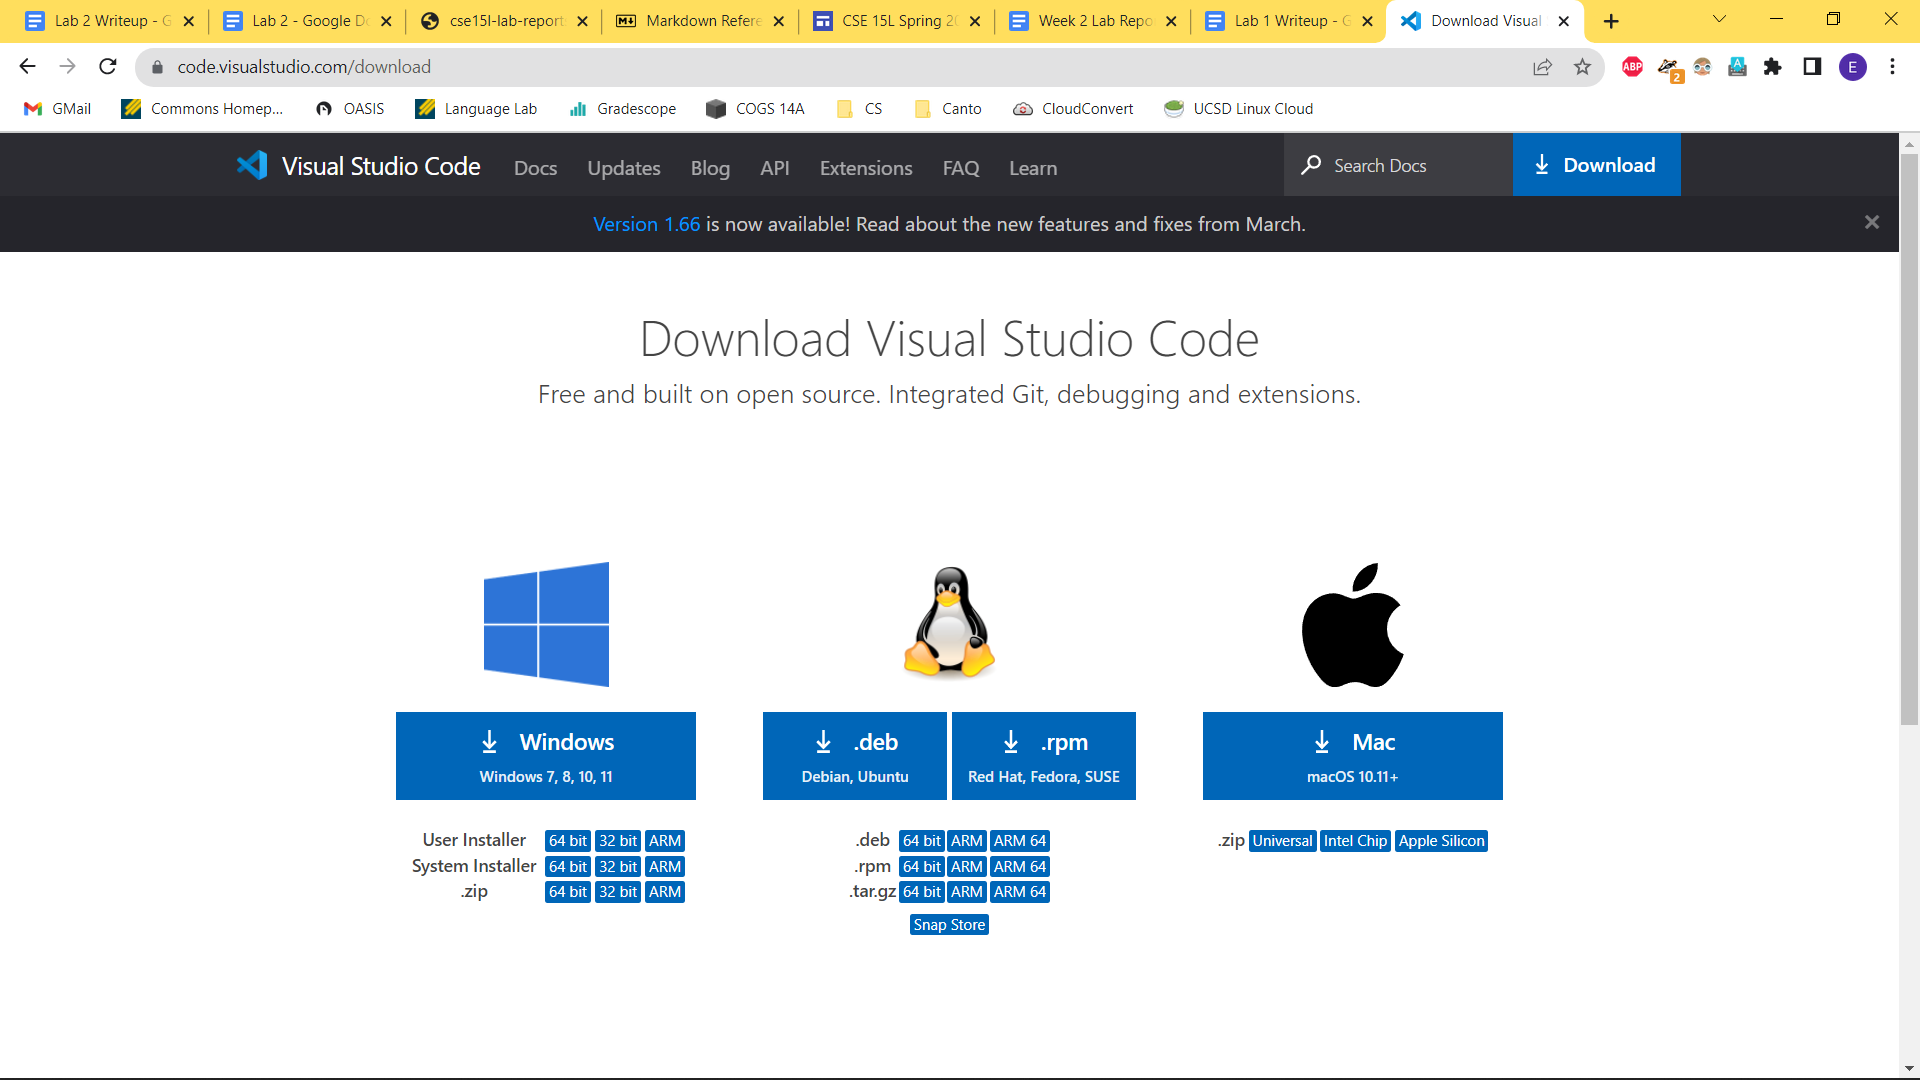 Lab 2 Writeup - G
Lab 2 - Google Do
cse15l-lab-report
Markdown Refere
CSE 15L Spring 20
Week 2 Lab Repo
Lab 1 Writeup - G
Download Visual
code.visualstudio.com/download
ABP
2
A
E
GMail
Commons Homep...
OASIS
Language Lab
Gradescope
COGS 14A
CS
Canto
CloudConvert
UCSD Linux Cloud
Visual Studio Code
Docs
Updates
Blog
API
Extensions
FAQ
Learn
Search Docs
Download
Version 1.66 is now available! Read about the new features and fixes from March.
Download Visual Studio Code
Free and built on open source. Integrated Git, debugging and extensions.
Windows
Windows 7, 8, 10, 11
User Installer 64 bit 32 bit ARM
System Installer 64 bit 32 bit ARM
.zip 64 bit 32 bit ARM
.deb
Debian, Ubuntu
.rpm
Red Hat, Fedora, SUSE
.deb 64 bit ARM ARM 64
.rpm 64 bit ARM ARM 64
.tar.gz 64 bit ARM ARM 64
Snap Store
Mac
macOS 10.11+
.zip Universal Intel Chip Apple Silicon